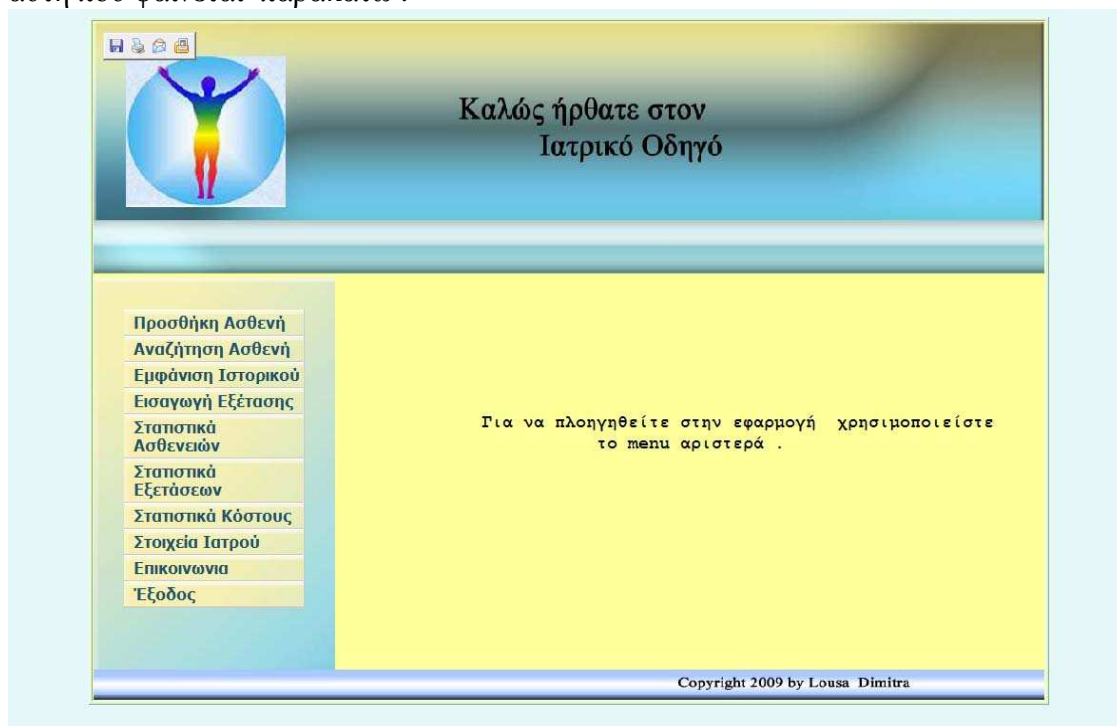 Καλώς ήρθατε στον
Ιατρικό Οδηγό
Προσθήκη Ασθενή
Αναζήτηση Ασθενή
Εμφάνιση Ιστορικού
Εισαγωγή Εξέτασης
Στατιστικά
Ασθενειών
Στατιστικά
Εξετάσεων
Στατιστικά Κόστους
Στοιχεία Ιατρού
Επικοινωνια
Έξοδος
Για να πλοηγηθείτε στην εφαρμογή χρησιμοποιείστε
το menu αριστερά .
Copyright 2009 by Lousa Dimitra